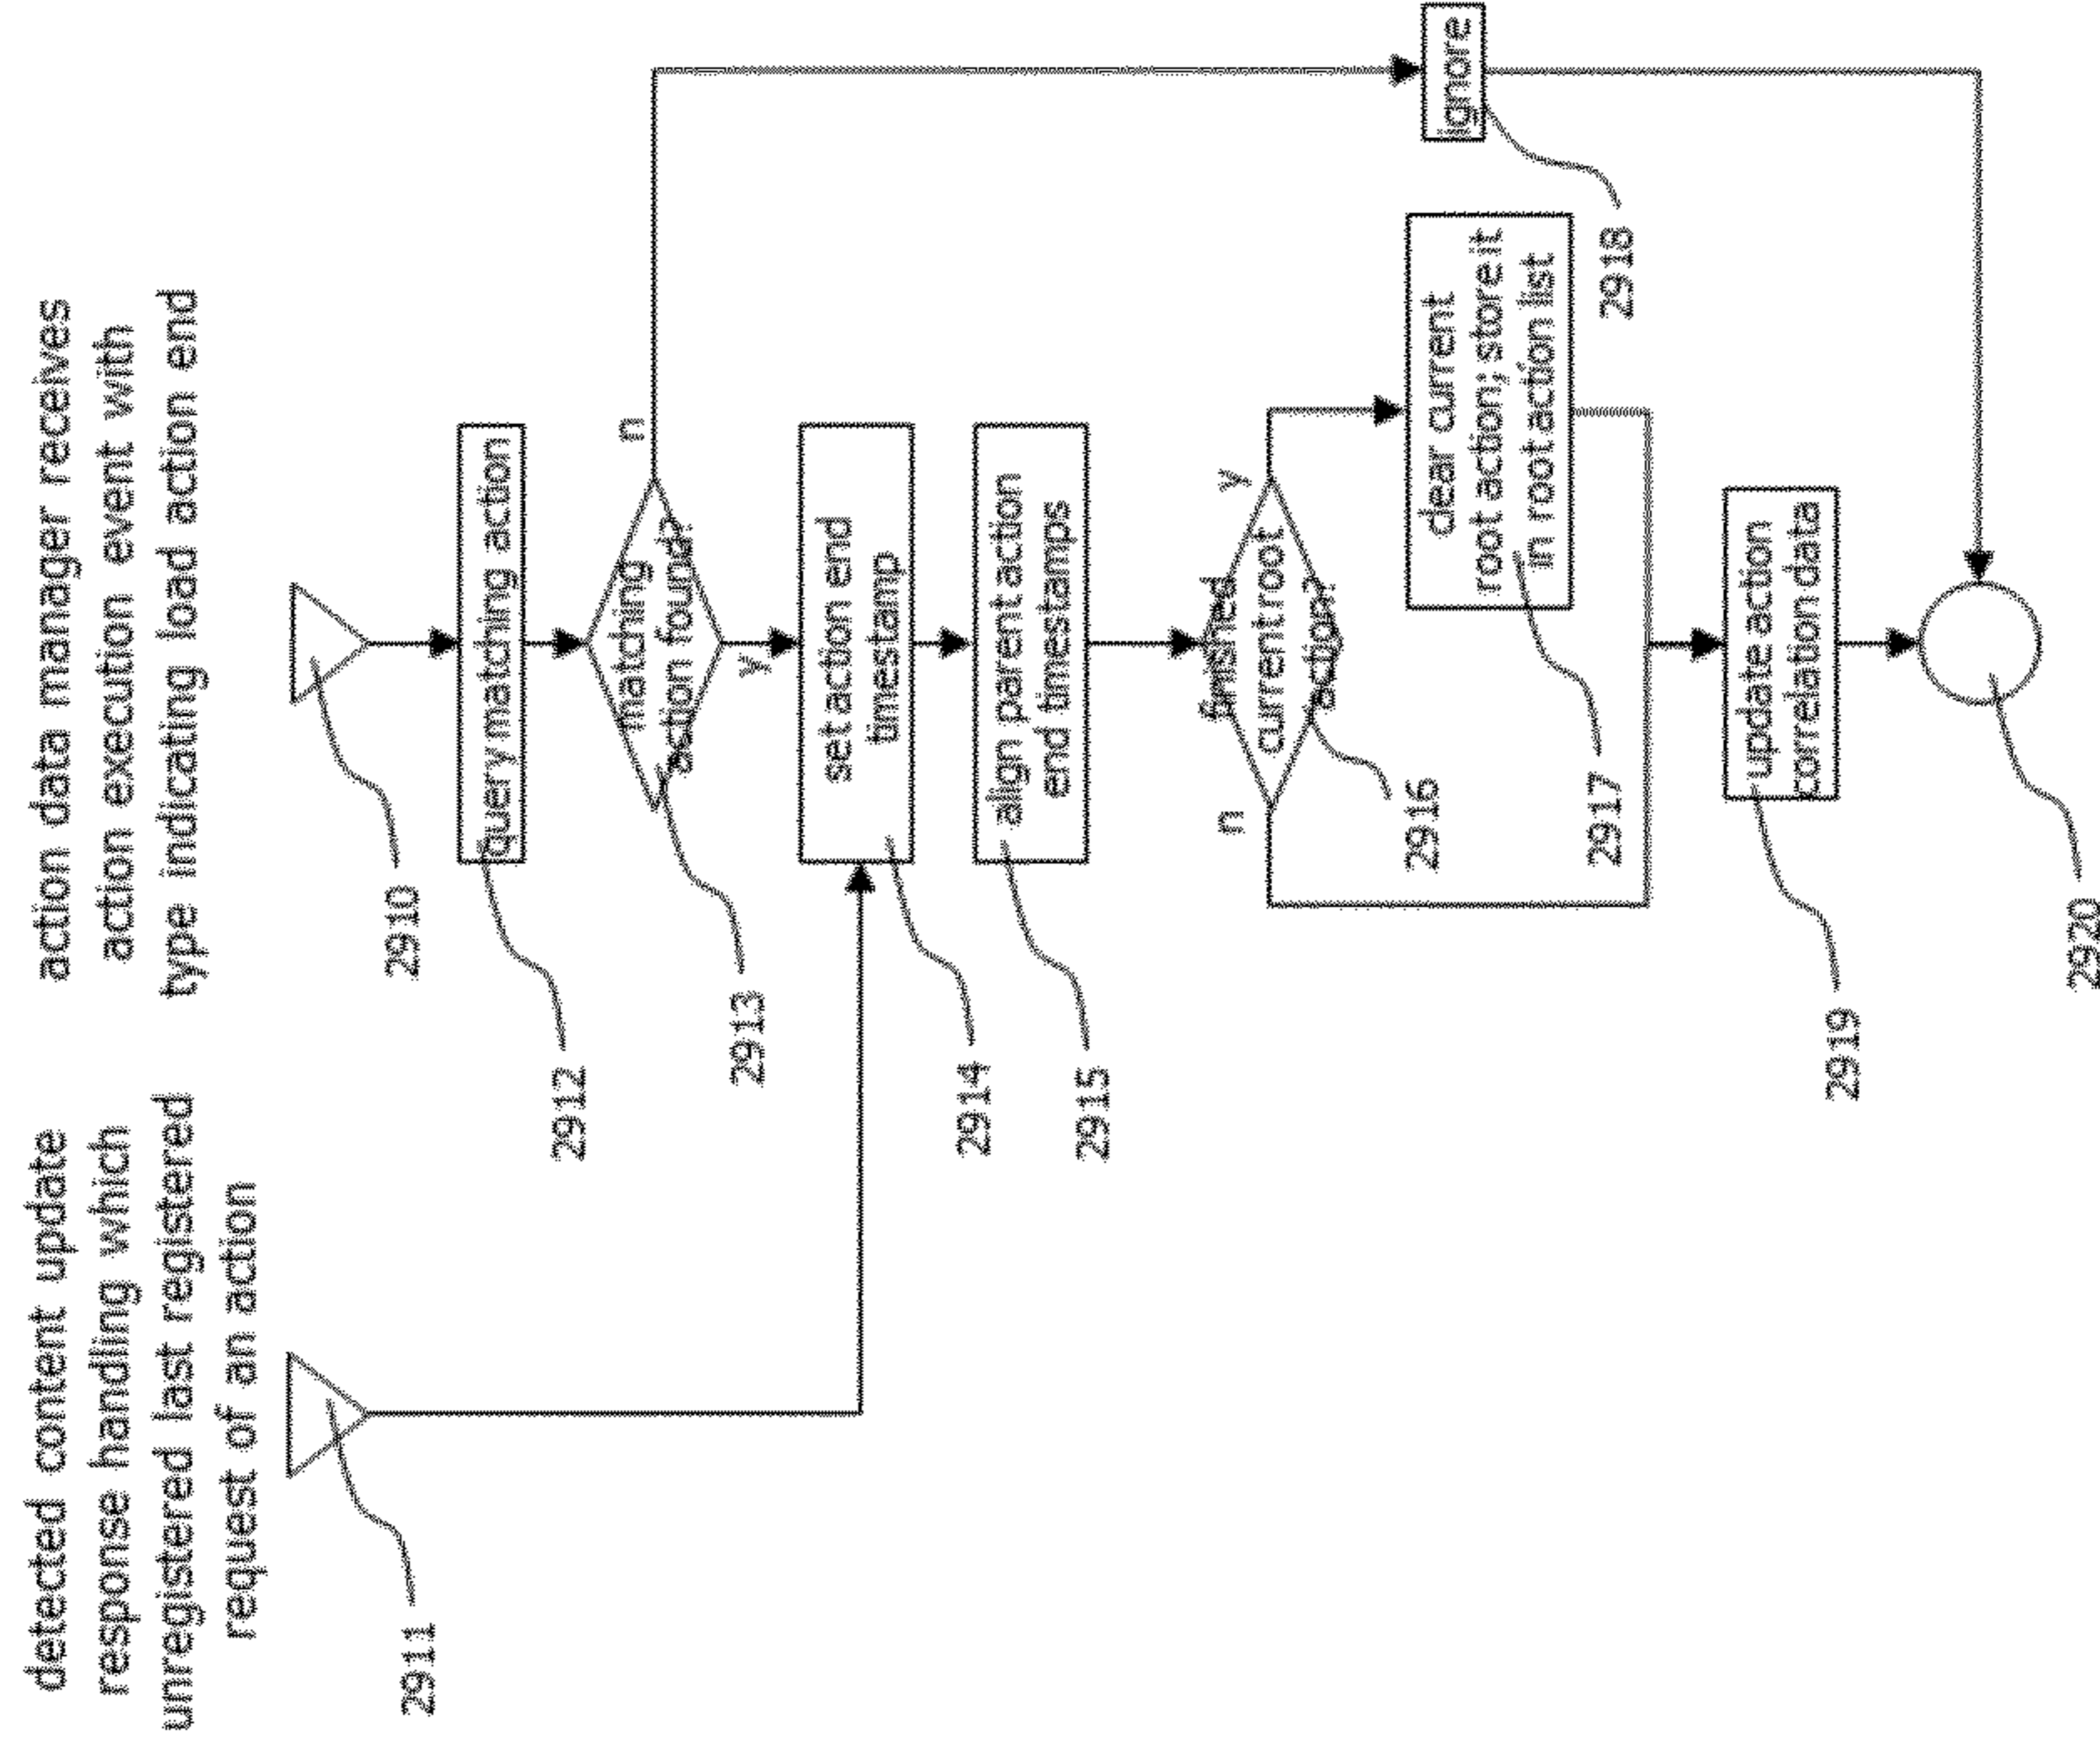 detected content update
response handling which
unregistered last registered
request of an action
action data manager receives
action execution event with
type indicating load action end
2911
2910
query matching action
2912
matching
action found?
n
y
2913
set action end
timestamp
2914
align parent action
end timestamps
2915
finished
current root
action?
n
y
2916
clear current
root action; store it
in root action list
2917
ignore
2918
update action
correlation data
2919
2920